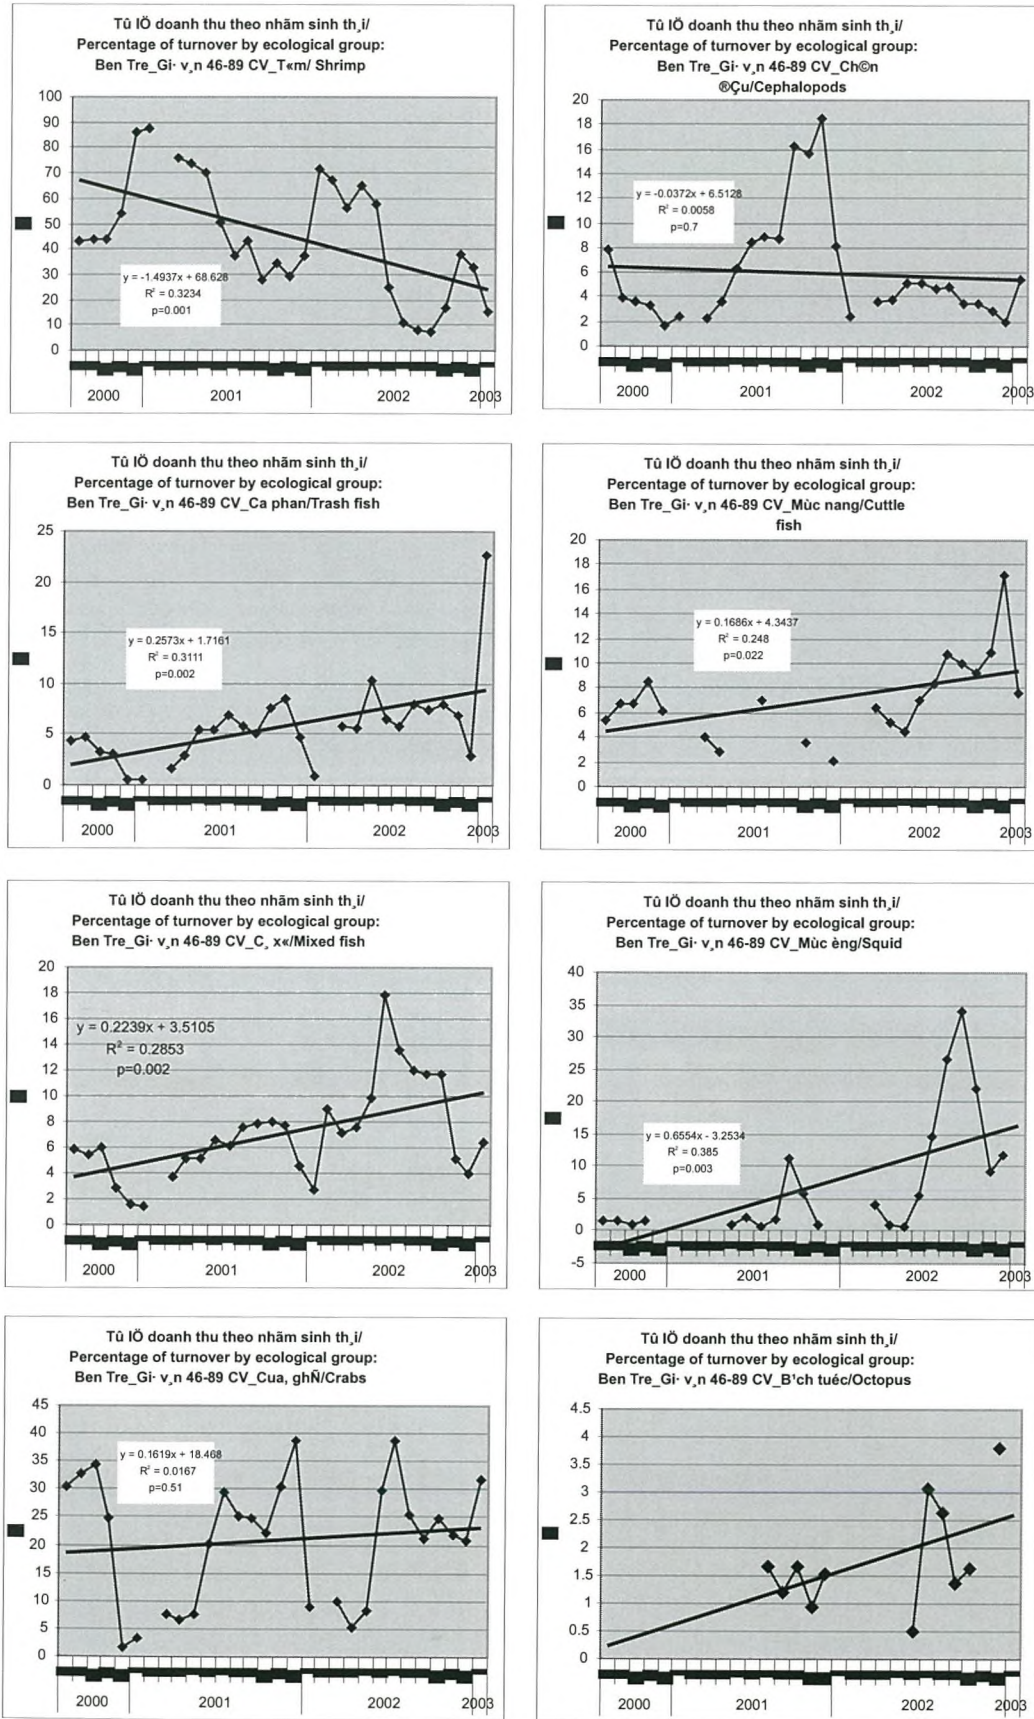 Tû lÖ doanh thu theo nhãm sinh th¸i/
Percentage of turnover by ecological group:
Ben Tre_Gi· v¸n 46-89 CV_T«m/ Shrimp
100
90
80
70
60
50
40
30
20
10
0
y = -1.4937x + 68.628
R² = 0.3234
p=0.001
2000 2001 2002 2003
Tû lÖ doanh thu theo nhãm sinh th¸i/
Percentage of turnover by ecological group:
Ben Tre_Gi· v¸n 46-89 CV_Ch©n
®Çu/Cephalopods
20
18
16
14
12
10
8
6
4
2
0
y = -0.0372x + 6.5128
R² = 0.0058
p=0.7
2000 2001 2002 2003
Tû lÖ doanh thu theo nhãm sinh th¸i/
Percentage of turnover by ecological group:
Ben Tre_Gi· v¸n 46-89 CV_Ca phan/Trash fish
25
20
15
10
5
0
y = 0.2573x + 1.7161
R² = 0.3111
p=0.002
2000 2001 2002 2003
Tû lÖ doanh thu theo nhãm sinh th¸i/
Percentage of turnover by ecological group:
Ben Tre_Gi· v¸n 46-89 CV_Mùc nang/Cuttle
fish
20
18
16
14
12
10
8
6
4
2
0
y = 0.1686x + 4.3437
R² = 0.248
p=0.022
2000 2001 2002 2003
Tû lÖ doanh thu theo nhãm sinh th¸i/
Percentage of turnover by ecological group:
Ben Tre_Gi· v¸n 46-89 CV_C¸ x«/Mixed fish
20
18
16
14
12
10
8
6
4
2
0
y = 0.2239x + 3.5105
R² = 0.2853
p=0.002
2000 2001 2002 2003
Tû lÖ doanh thu theo nhãm sinh th¸i/
Percentage of turnover by ecological group:
Ben Tre_Gi· v¸n 46-89 CV_Mùc èng/Squid
40
35
30
25
20
15
10
5
0
-5
y = 0.6554x - 3.2534
R² = 0.385
p=0.003
2000 2001 2002 2003
Tû lÖ doanh thu theo nhãm sinh th¸i/
Percentage of turnover by ecological group:
Ben Tre_Gi· v¸n 46-89 CV_Cua, ghÑ/Crabs
45
40
35
30
25
20
15
10
5
0
y = 0.1619x + 18.468
R² = 0.0167
p=0.51
2000 2001 2002 2003
Tû lÖ doanh thu theo nhãm sinh th¸i/
Percentage of turnover by ecological group:
Ben Tre_Gi· v¸n 46-89 CV_B¹ch tuéc/Octopus
4.5
4
3.5
3
2.5
2
1.5
1
0.5
0
2000 2001 2002 2003